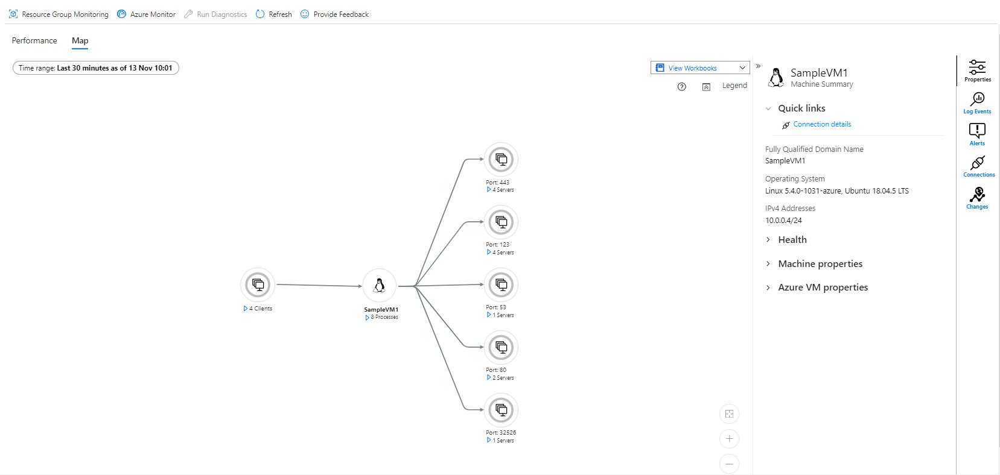 Resource Group Monitoring Azure Monitor Run Diagnostics Refresh Provide Feedback
Performance Map
Time range: Last 30 minutes as of 13 Nov 10:01
View Workbooks
Legend
4 Clients
SampleVM1
8 Processes
Port: 443
4 Servers
Port: 123
4 Servers
Port: 53
1 Servers
Port: 80
2 Servers
Port: 32526
1 Servers
SampleVM1
Machine Summary
Quick links
Connection details
Fully Qualified Domain Name
SampleVM1
Operating System
Linux 5.4.0-1031-azure, Ubuntu 18.04.5 LTS
IPv4 Addresses
10.0.0.4/24
Health
Machine properties
Azure VM properties
Properties
Log Events
Alerts
Connections
Changes